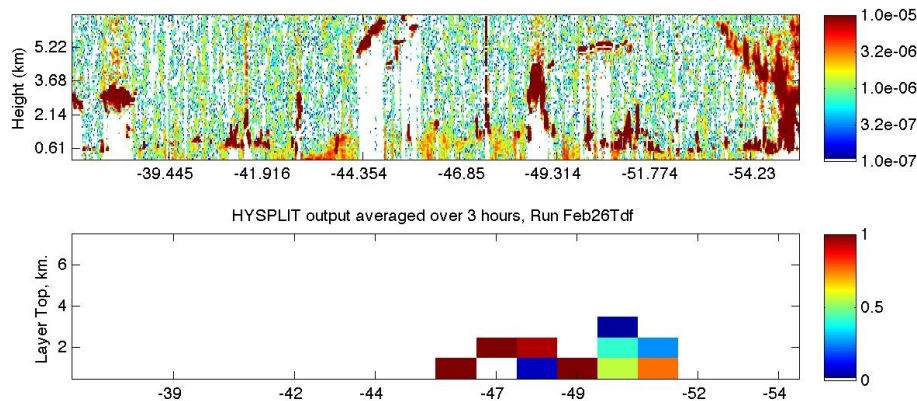 Height (km)
5.22
3.68
2.14
0.61
-39.445 -41.916 -44.354 -46.85 -49.314 -51.774 -54.23
1.0e-05
3.2e-06
1.0e-06
3.2e-07
1.0e-07
HYSPLIT output averaged over 3 hours, Run Feb26Tdf
Layer Top, km.
6
4
2
-39 -42 -44 -47 -49 -52 -54
1
0.5
0